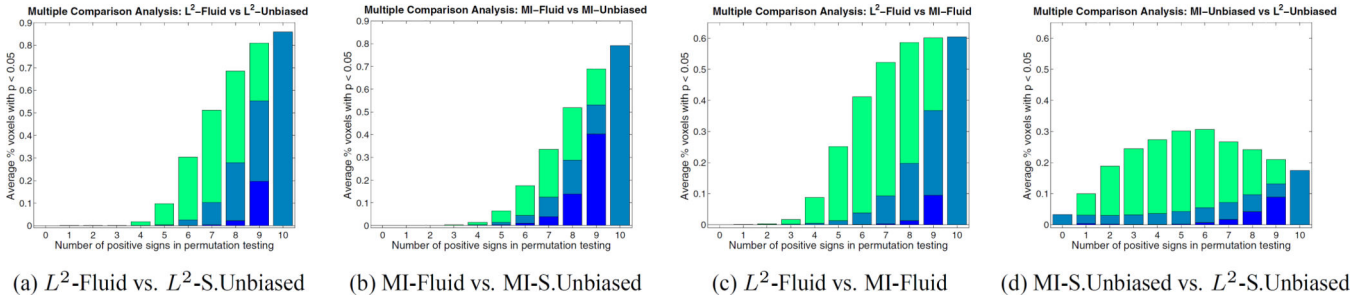 Multiple Comparison Analysis: L²–Fluid vs L²–Unbiased
Average % voxels with p < 0.05
0.9
0.8
0.7
0.6
0.5
0.4
0.3
0.2
0.1
0
0 1 2 3 4 5 6 7 8 9 10
Number of positive signs in permutation testing
(a) L²-Fluid vs. L²-S.Unbiased
Multiple Comparison Analysis: MI–Fluid vs MI–Unbiased
Average % voxels with p < 0.05
0.9
0.8
0.7
0.6
0.5
0.4
0.3
0.2
0.1
0
0 1 2 3 4 5 6 7 8 9 10
Number of positive signs in permutation testing
(b) MI-Fluid vs. MI-S.Unbiased
Multiple Comparison Analysis: L²–Fluid vs MI–Fluid
Average % voxels with p < 0.05
0.6
0.5
0.4
0.3
0.2
0.1
0
0 1 2 3 4 5 6 7 8 9 10
Number of positive signs in permutation testing
(c) L²-Fluid vs. MI-Fluid
Multiple Comparison Analysis: MI–Unbiased vs L²–Unbiased
Average % voxels with p < 0.05
0.6
0.5
0.4
0.3
0.2
0.1
0
0 1 2 3 4 5 6 7 8 9 10
Number of positive signs in permutation testing
(d) MI-S.Unbiased vs. L²-S.Unbiased